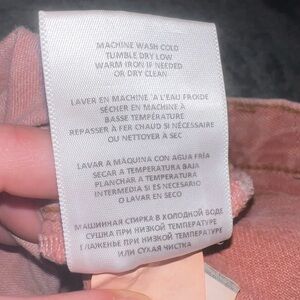 MACHINE WASH COLD
TUMBLE DRY LOW
WARM IRON IF NEEDED
OR DRY CLEAN
LAVER EN MACHINE `A L'EAU FROIDE
SÉCHER EN MACHINE À
BASSE TEMPÉRATURE
REPASSER À FER CHAUD SI NÉCESSAIRE
OU NETTOYER À SEC
LAVAR A MÁQUINA CON AGUA FRÍA
SECAR A TEMPERATURA BAJA
PLANCHAR A TEMPERATURA
INTERMEDIA SI ES NECESARIO
O LAVAR EN SECO
МАШИННАЯ СТИРКА В ХОЛОДНОЙ ВОДЕ
СУШКА ПРИ НИЗКОЙ ТЕМПЕРАТУРЕ
ГЛАЖЕНЬЕ ПРИ НИЗКОЙ ТЕМПЕРАТУРЕ
ИЛИ СУХАЯ ЧИСТКА